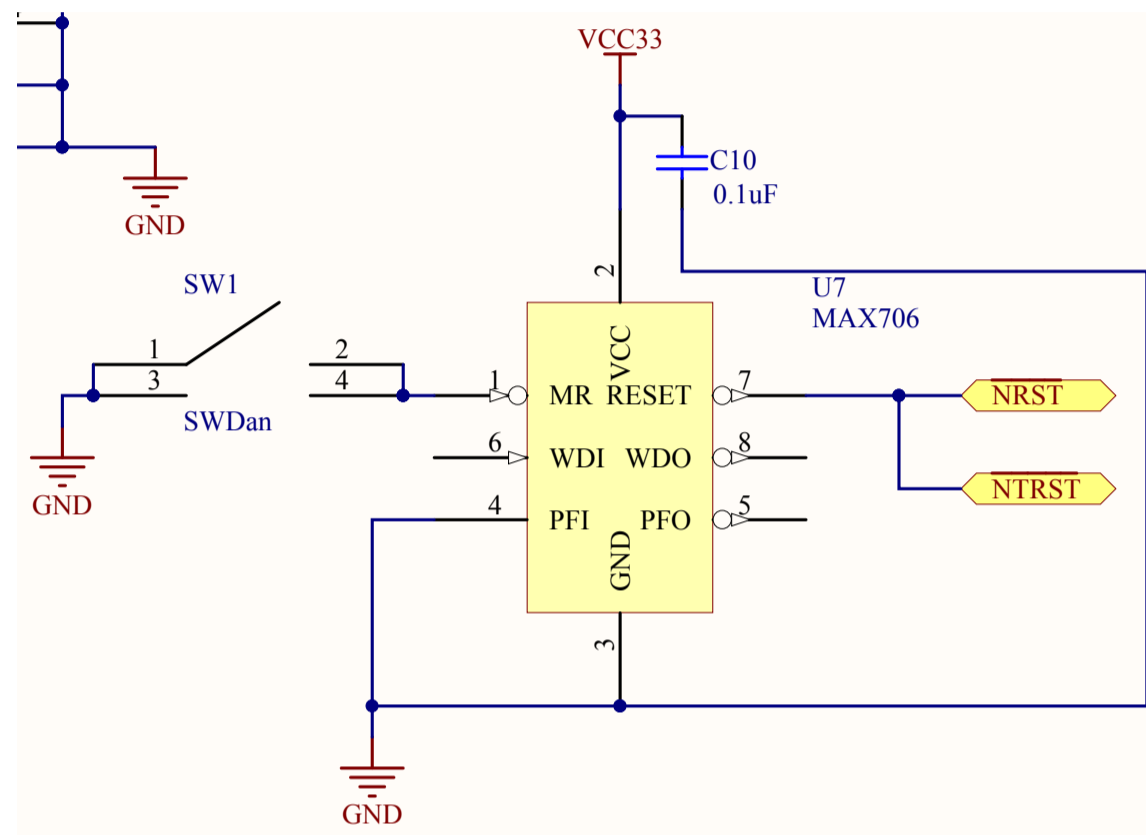 VCC33
C10
0.1uF
GND
2
SW1
U7
MAX706
1
2
3
4
SWDan
GND
1
MR
RESET
7
VCC
NRST
6
WDI
WDO
8
NTRST
4
PFI
PFO
5
GND
3
GND